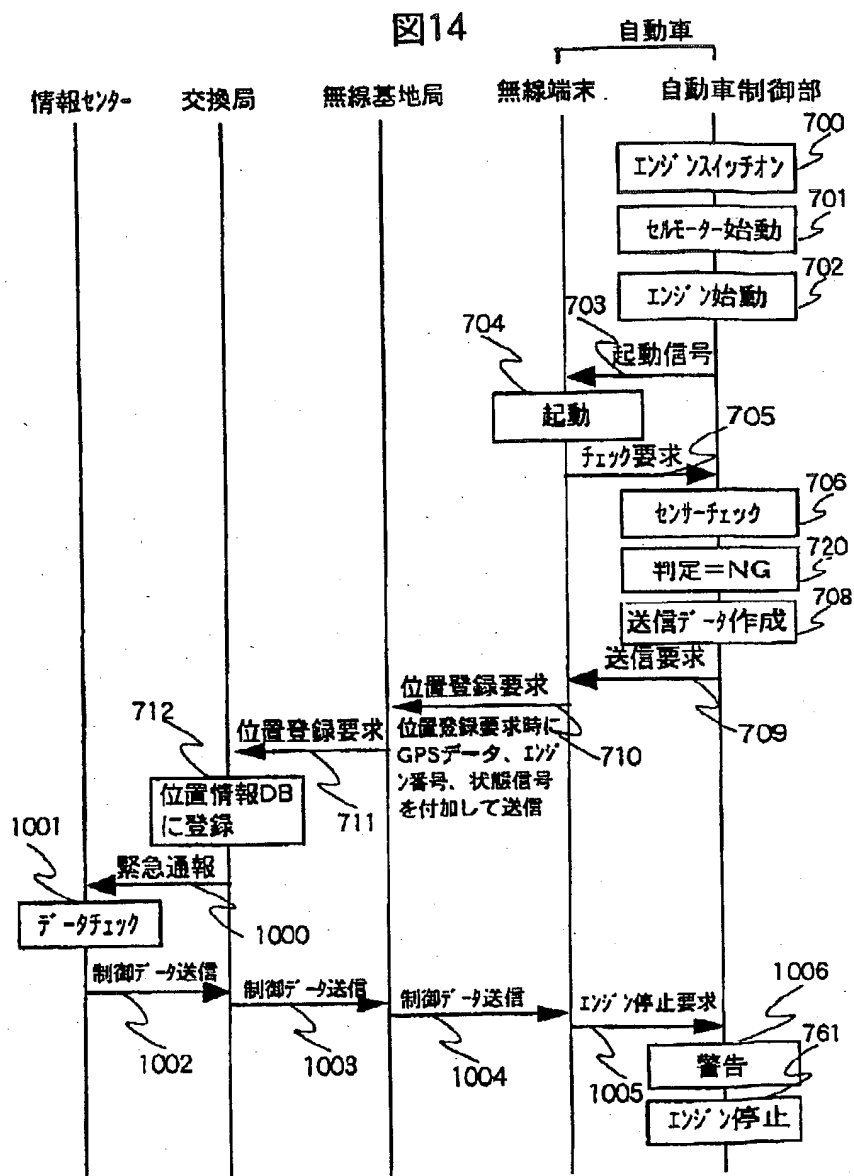 図14
自動車
情報センター
交換局
無線基地局
無線端末
自動車制御部
700
エンジンスイッチオン
701
セルモーター始動
702
エンジン始動
703
704
起動信号
起動
705
チェック要求
706
センサーチェック
720
判定=NG
708
送信データ作成
送信要求
709
位置登録要求
710
712
位置登録要求
711
位置登録要求時に
GPSデータ、エンジ
ン番号、状態信号
を付加して送信
位置情報DB
に登録
1001
緊急通報
1000
データチェック
制御データ送信
1002
制御データ送信
1003
制御データ送信
1004
エンジン停止要求
1005
1006
警告
761
エンジン停止